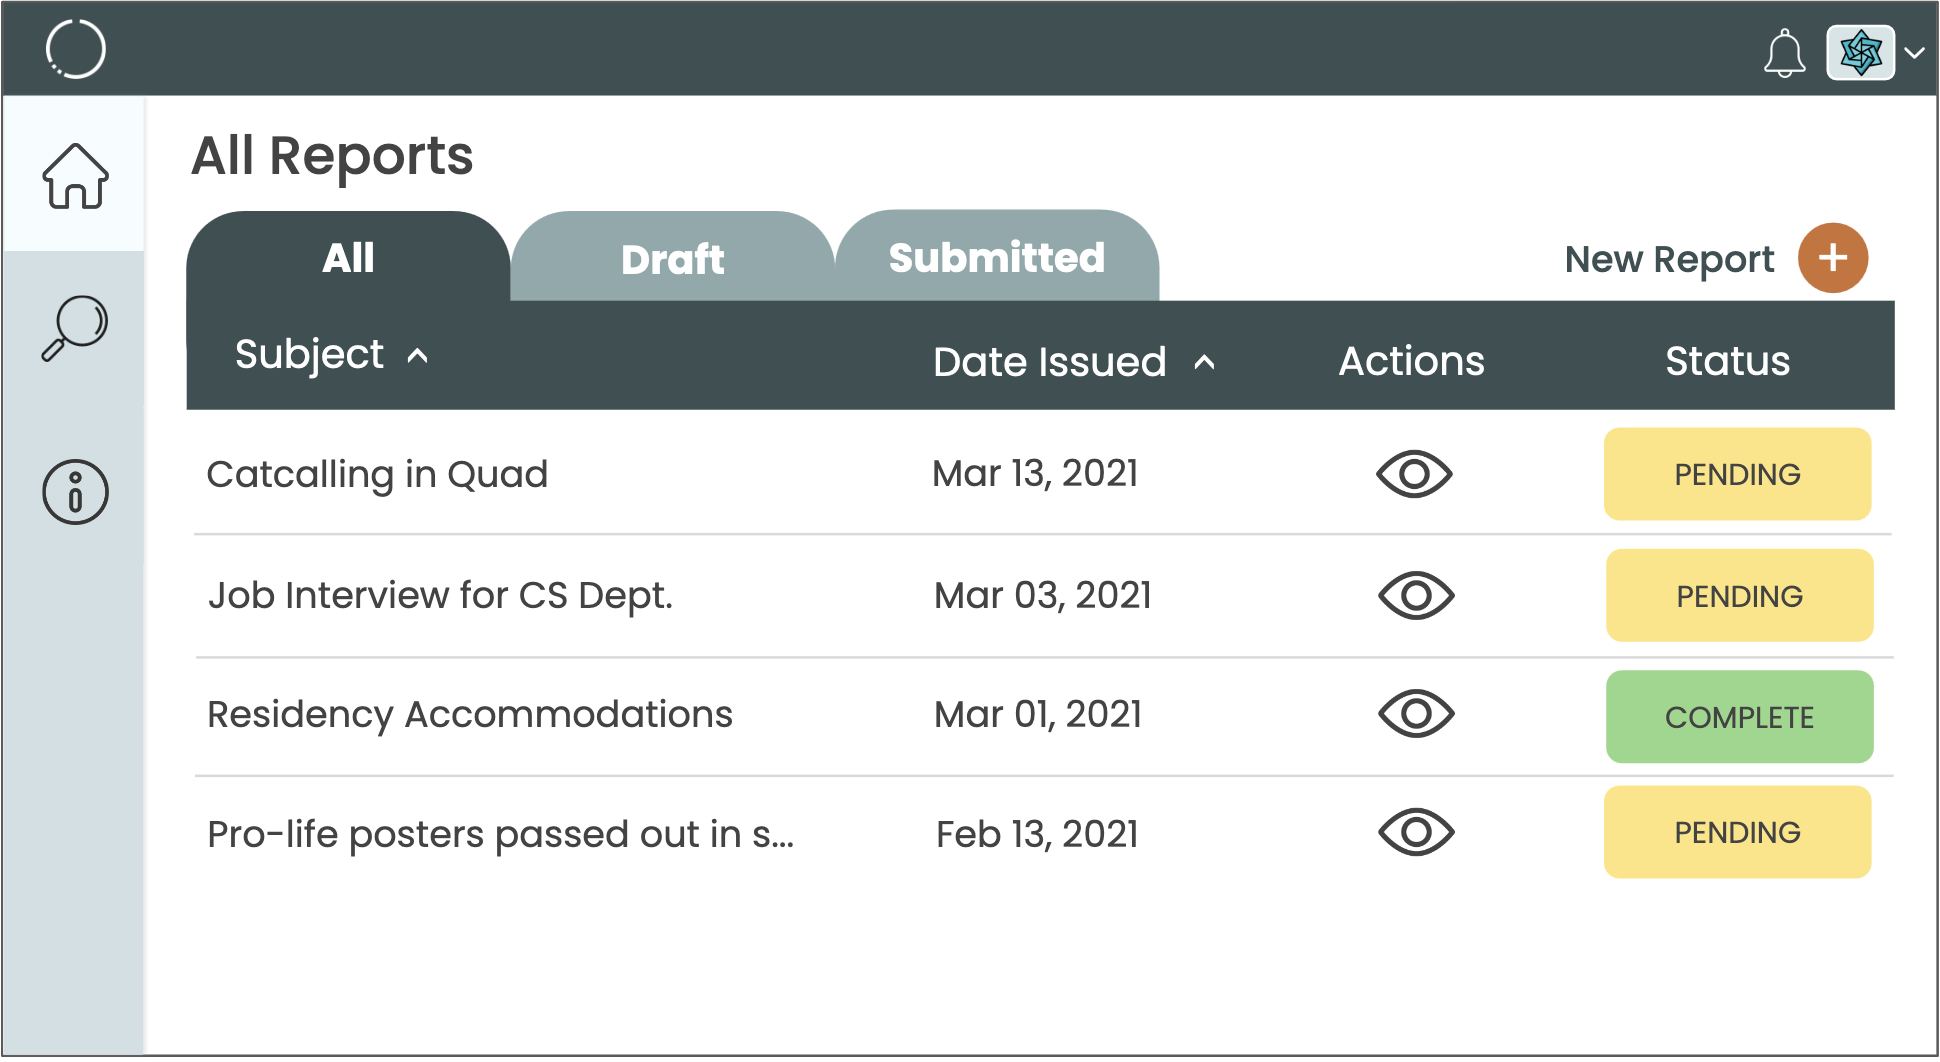 All Reports
All Draft Submitted New Report +
Subject Date Issued Actions Status
Catcalling in Quad Mar 13, 2021 PENDING
Job Interview for CS Dept. Mar 03, 2021 PENDING
Residency Accommodations Mar 01, 2021 COMPLETE
Pro-life posters passed out in s... Feb 13, 2021 PENDING